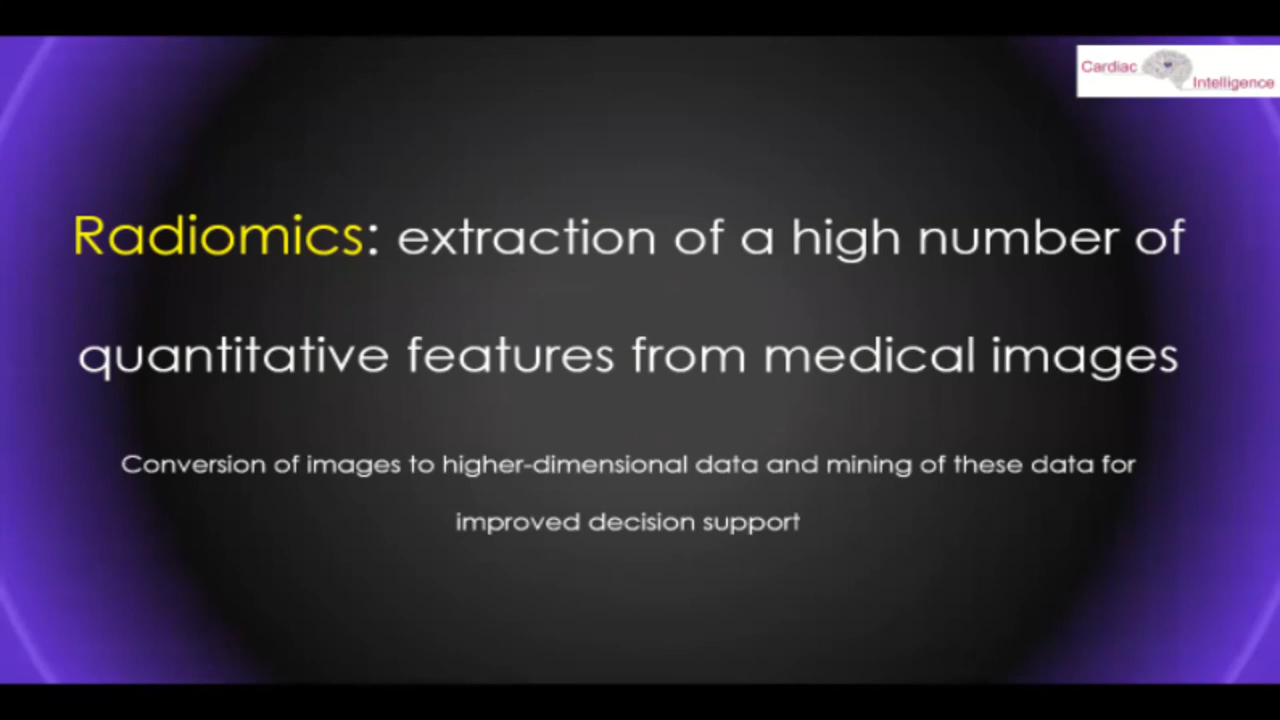 Cardiac
Intelligence
Radiomics: extraction of a high number of
quantitative features from medical images
Conversion of images to higher-dimensional data and mining of these data for
improved decision support